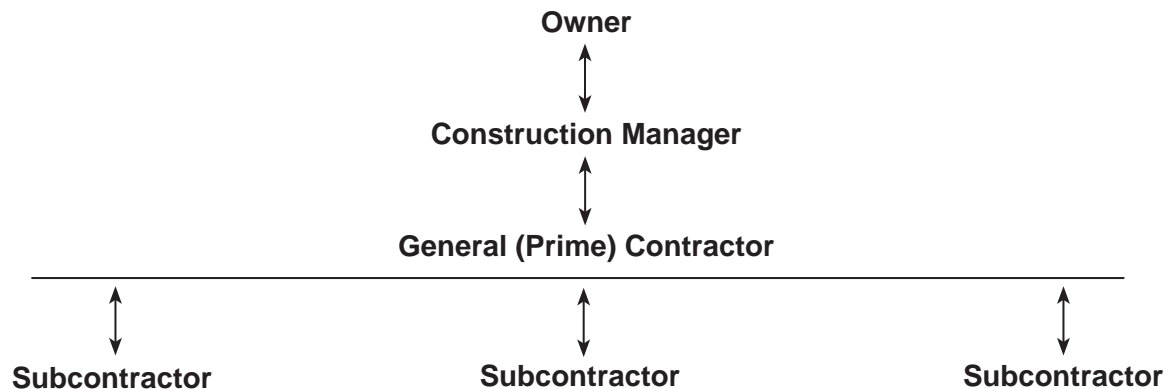 Owner
Construction Manager
General (Prime) Contractor
Subcontractor Subcontractor Subcontractor